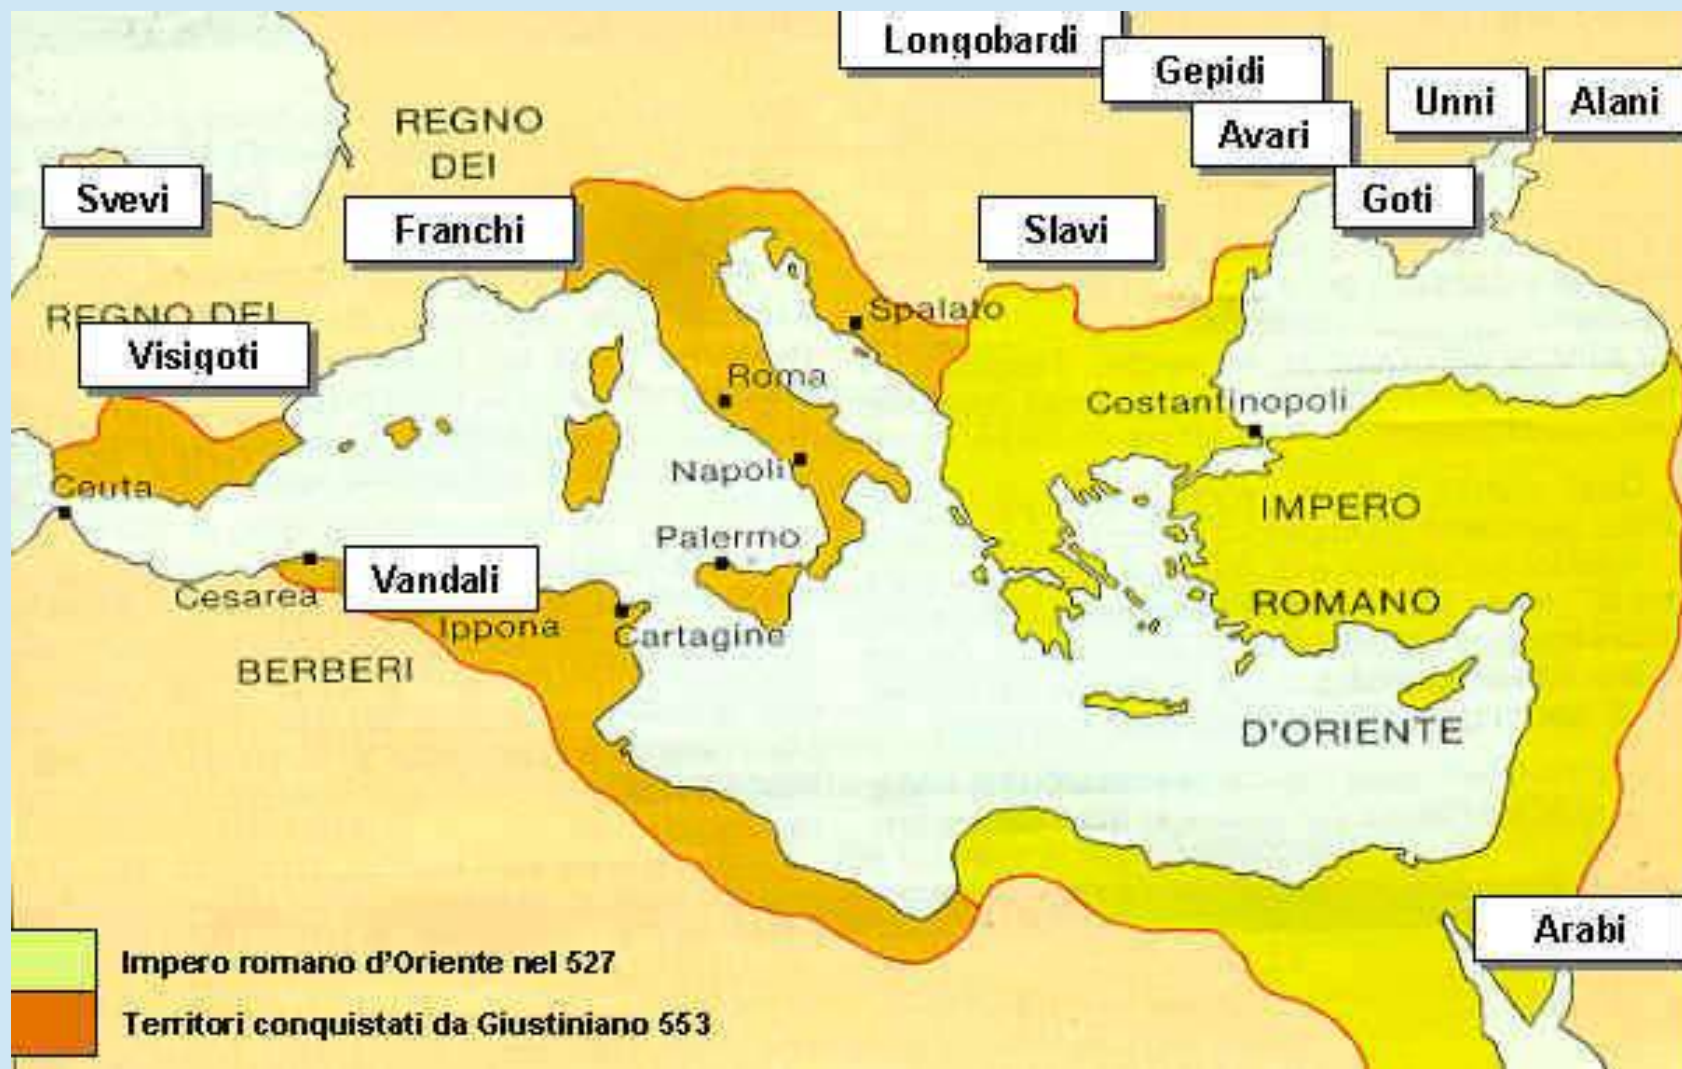 Longobardi
Gepidi
Unni
Alani
Avari
REGNO
DEI
Svevi
Franchi
Goti
Slavi
REGNO DEI
Visigoti
Spalato
Roma
Costantinopoli
Napoli
Ceuta
IMPERO
Palermo
Vandali
Cesarea
ROMANO
Ippona
Cartagine
BERBERI
D'ORIENTE
Arabi
Impero romano d'Oriente nel 527
Territori conquistati da Giustiniano 553